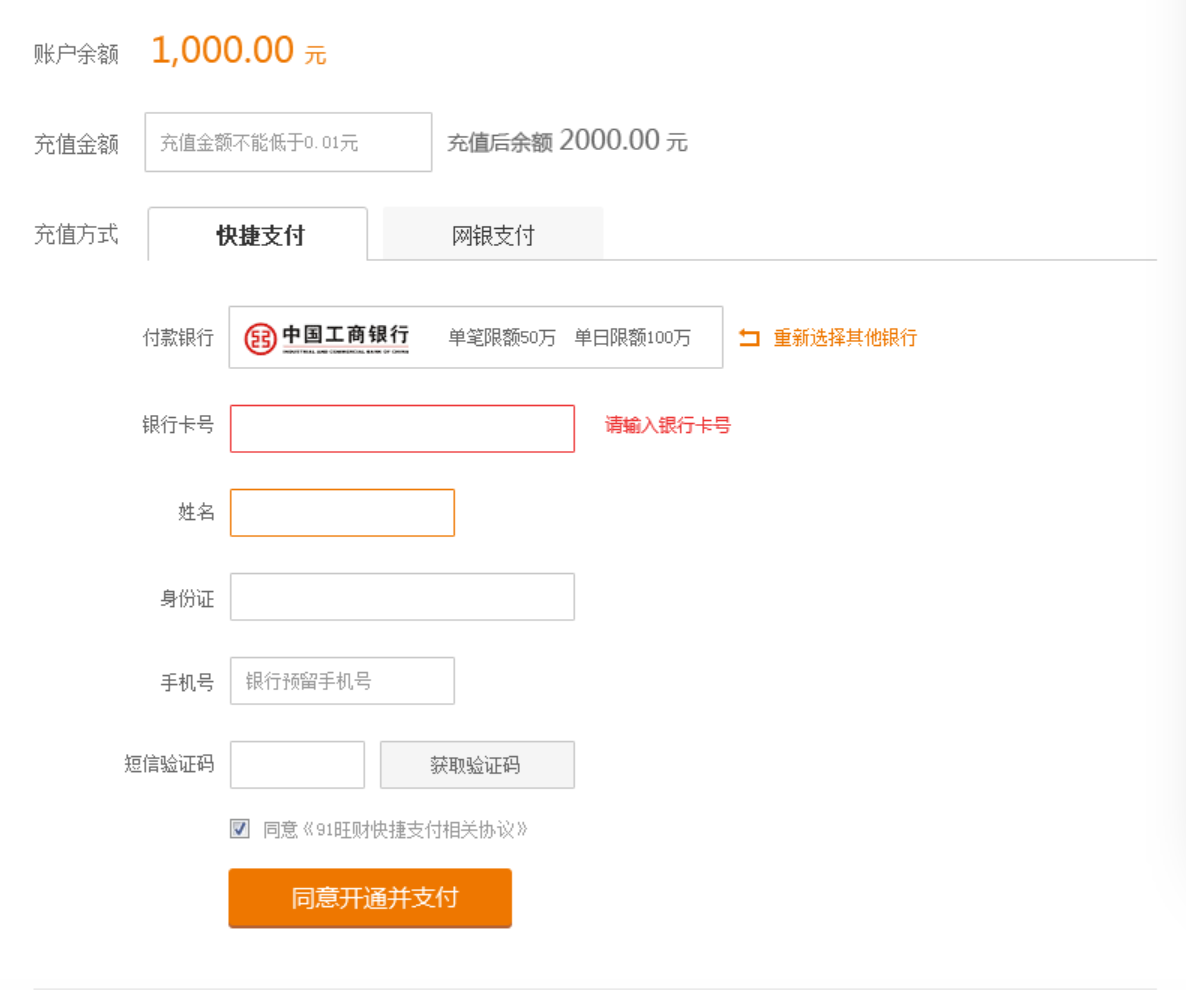 账户余额 1,000.00 元
充值金额 充值金额不能低于0.01元 充值后余额 2000.00 元
充值方式 快捷支付 网银支付
付款银行 中国工商银行 单笔限额50万 单日限额100万 重新选择其他银行
INDUSTRIAL AND COMMERCIAL BANK OF CHINA
银行卡号 请输入银行卡号
姓名
身份证
手机号 银行预留手机号
短信验证码 获取验证码
同意《91旺财快捷支付相关协议》
同意开通并支付